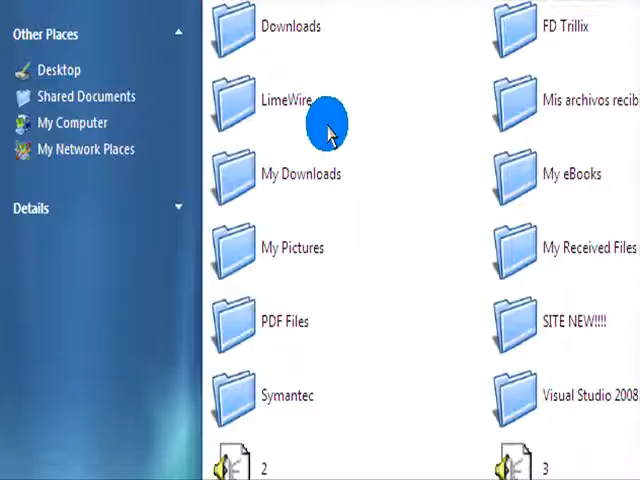 Other Places
Desktop
Shared Documents
My Computer
My Network Places
Details
Downloads
FD Trillix
LimeWire
Mis archivos recib
My Downloads
My eBooks
My Pictures
My Received Files
PDF Files
SITE NEW!!!!
Symantec
Visual Studio 2008
2
3